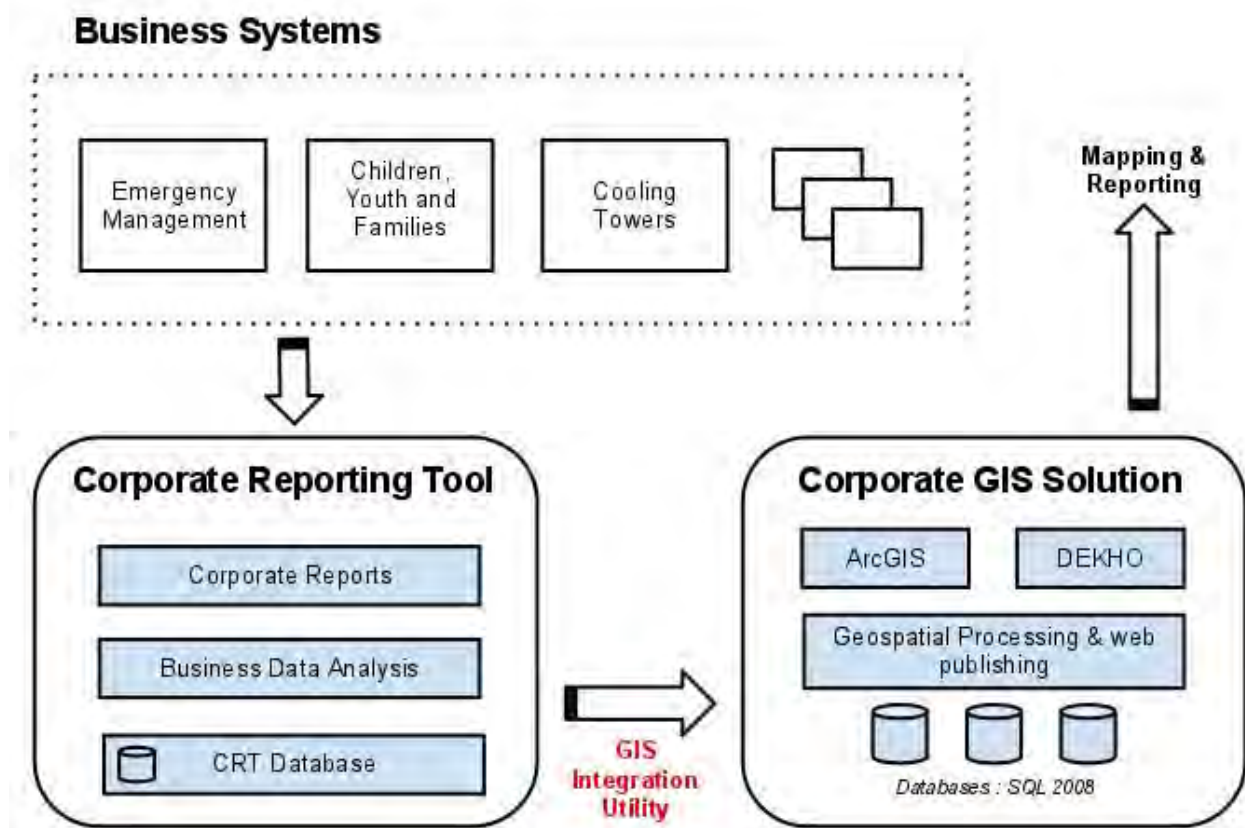 Business Systems
Emergency
Management
Children,
Youth and
Families
Cooling
Towers
Mapping &
Reporting
Corporate Reporting Tool
Corporate Reports
Business Data Analysis
CRT Database
GIS
Integration
Utility
Corporate GIS Solution
ArcGIS
DEKHO
Geospatial Processing & web
publishing
Databases : SQL 2008